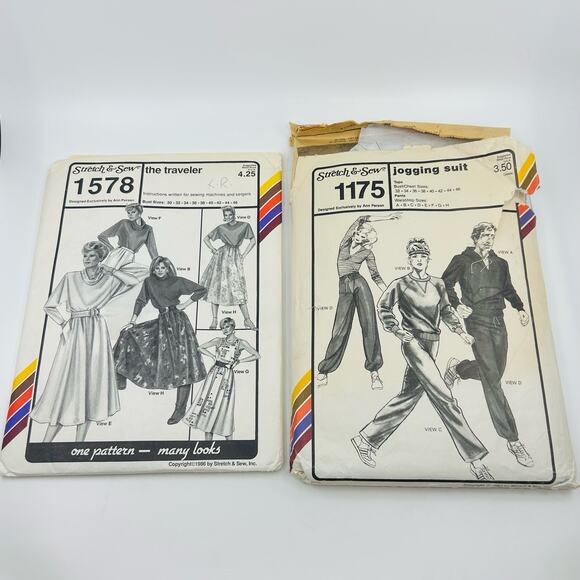 Stretch & Sew®
1578
Designed Exclusively by Ann Person
the traveler
4.25
L.R.
Instructions written for sewing machines and sergers
Bust Sizes: 30 • 32 • 34 • 36 • 38 • 40 • 42 • 44 • 46
View F
View D
View B
View H
View G
View H
View E
one pattern — many looks
Copyright©1986 by Stretch & Sew, Inc.
Stretch & Sew®
1175
Designed Exclusively by Ann Person
jogging suit
3.50
Tops
Bust/Chest Sizes:
32 • 34 • 36 • 38 • 40 • 42 • 44 • 46
Pants
Waist/Hip Sizes:
A • B • C • D • E • F • G • H
VIEW A
VIEW B
VIEW D
VIEW D
VIEW C